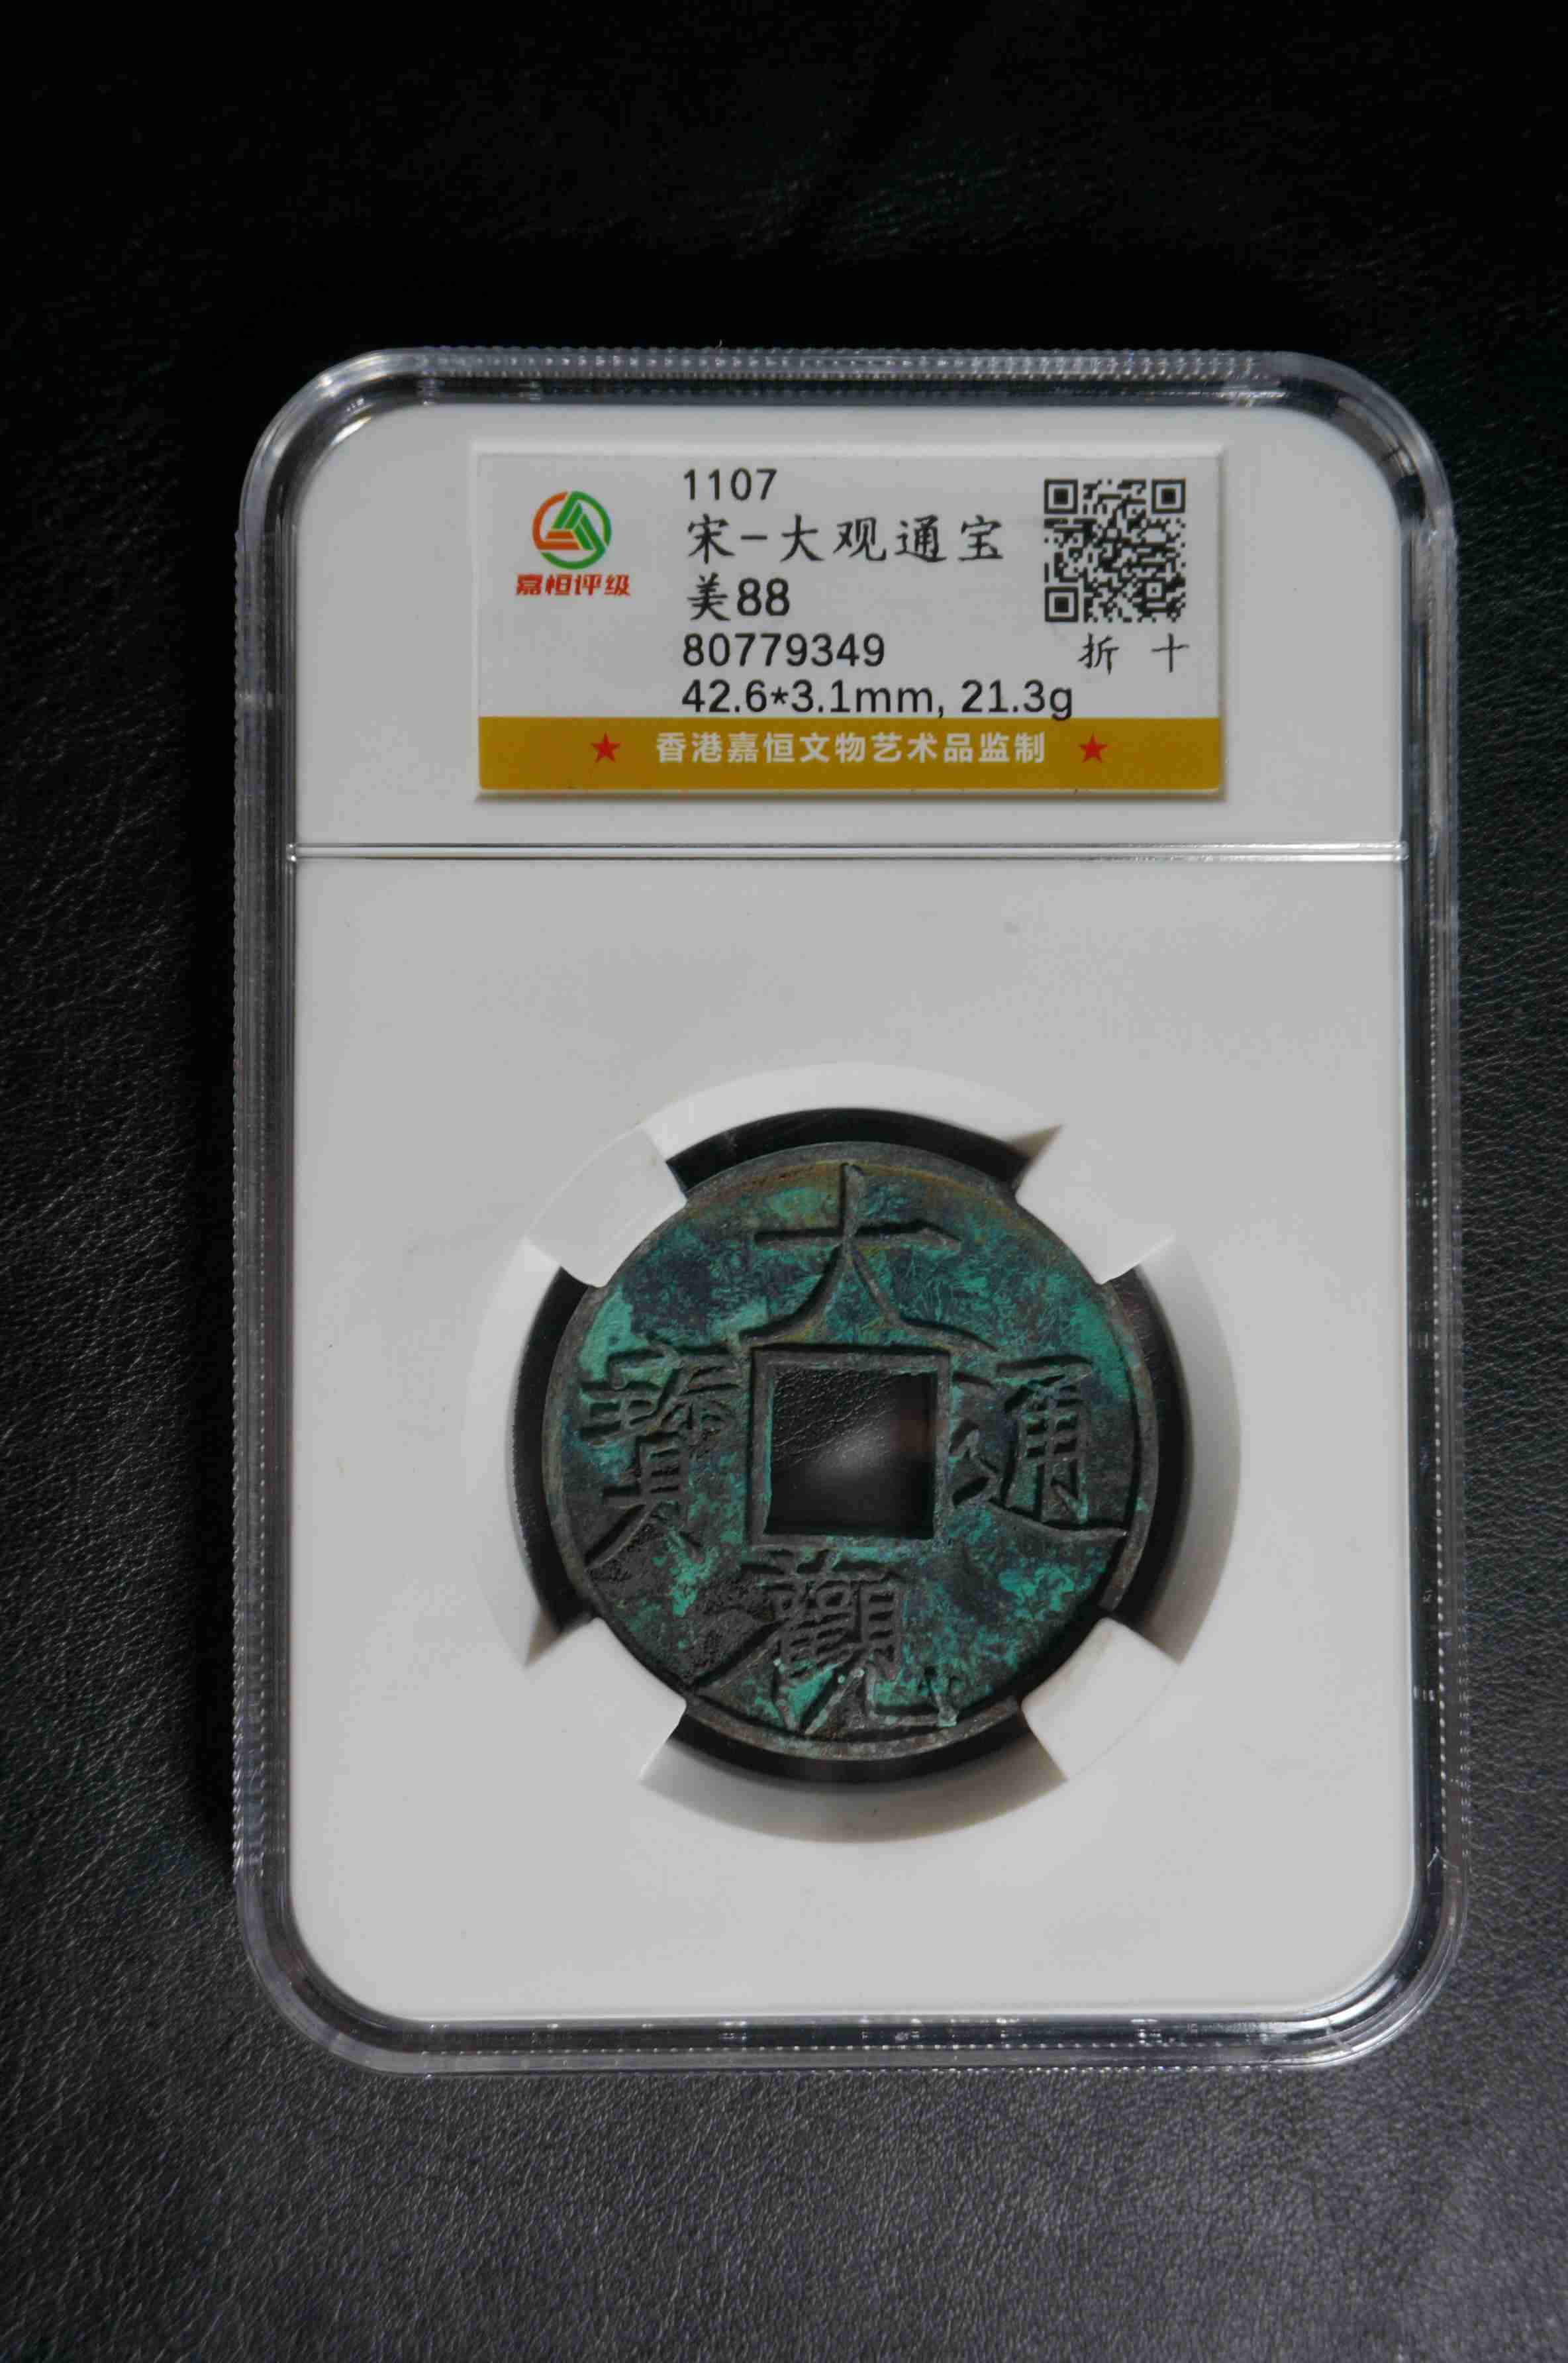 嘉恒评级
1107
宋-大观通宝
美88
80779349
折十
42.6*3.1mm, 21.3g
★ 香港嘉恒文物艺术品监制 ★
大
寶 通
觀